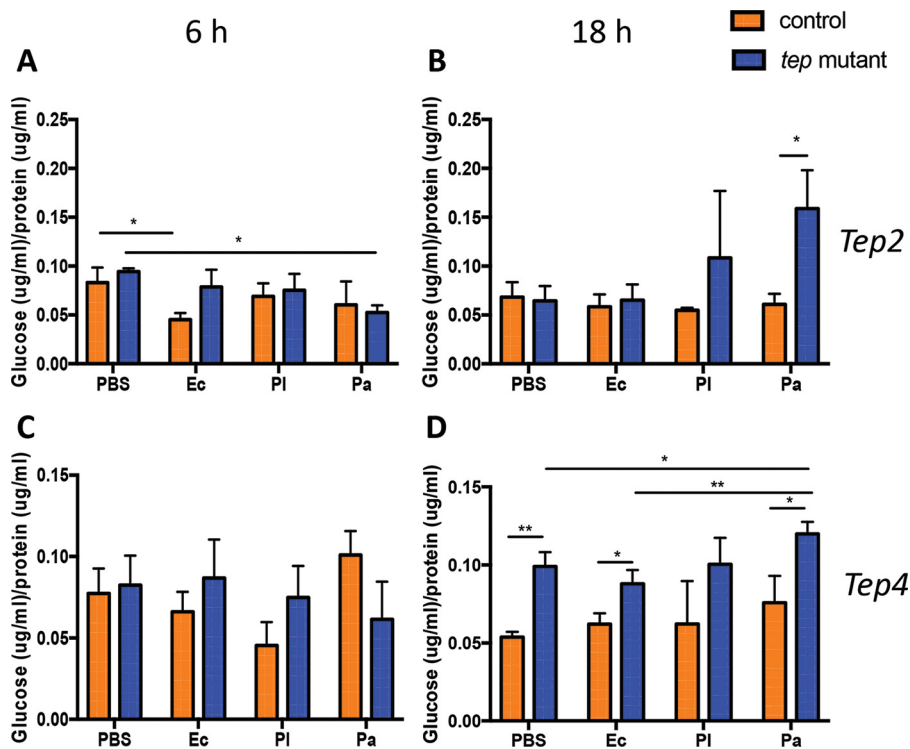 6 h
18 h
control
tep mutant
A
B
Glucose (ug/ml)/protein (ug/ml)
0.25
0.20
0.15
0.10
0.05
0.00
*
*
PBS Ec Pl Pa
Glucose (ug/ml)/protein (ug/ml)
0.25
0.20
0.15
0.10
0.05
0.00
*
PBS Ec Pl Pa
Tep2
C
D
Glucose (ug/ml)/protein (ug/ml)
0.15
0.10
0.05
0.00
PBS Ec Pl Pa
Glucose (ug/ml)/protein (ug/ml)
0.15
0.10
0.05
0.00
*
**
**
*
*
PBS Ec Pl Pa
Tep4